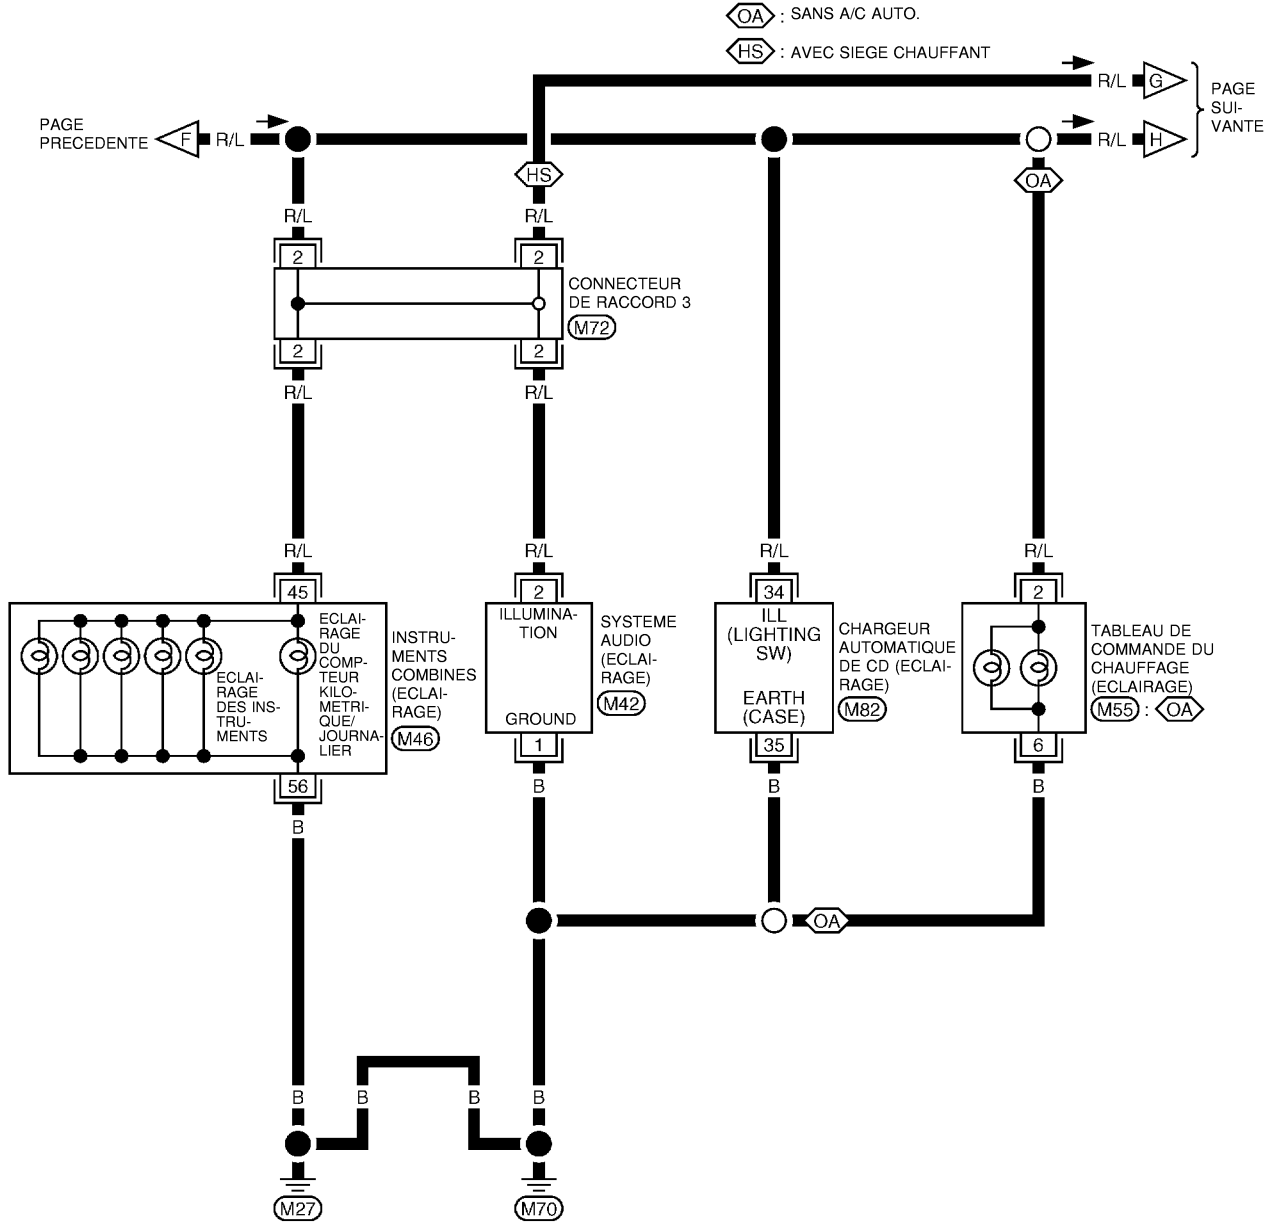 OA : SANS A/C AUTO.
HS : AVEC SIEGE CHAUFFANT
R/L G
PAGE
SUI-
VANTE
PAGE
PRECEDENTE
F R/L
R/L H
HS
OA
R/L R/L
2 2
CONNECTEUR
DE RACCORD 3
M72
2 2
R/L R/L
R/L R/L R/L R/L
45 2 34 2
ECLAI-
RAGE
DU
COMP-
TEUR
KILO-
METRI-
QUE/
JOURNA-
LIER
ECLAI-
RAGE
DES INS-
TRU-
MENTS
INSTRU-
MENTS
COMBINES
(ECLAI-
RAGE)
M46
ILLUMINA-
TION
GROUND
SYSTEME
AUDIO
(ECLAI-
RAGE)
M42
ILL
(LIGHTING
SW)
EARTH
(CASE)
CHARGEUR
AUTOMATIQUE
DE CD (ECLAI-
RAGE)
M82
TABLEAU DE
COMMANDE DU
CHAUFFAGE
(ECLAIRAGE)
M55 : OA
1 35 6
56
B B B
B
OA
B B B B
M27 M70